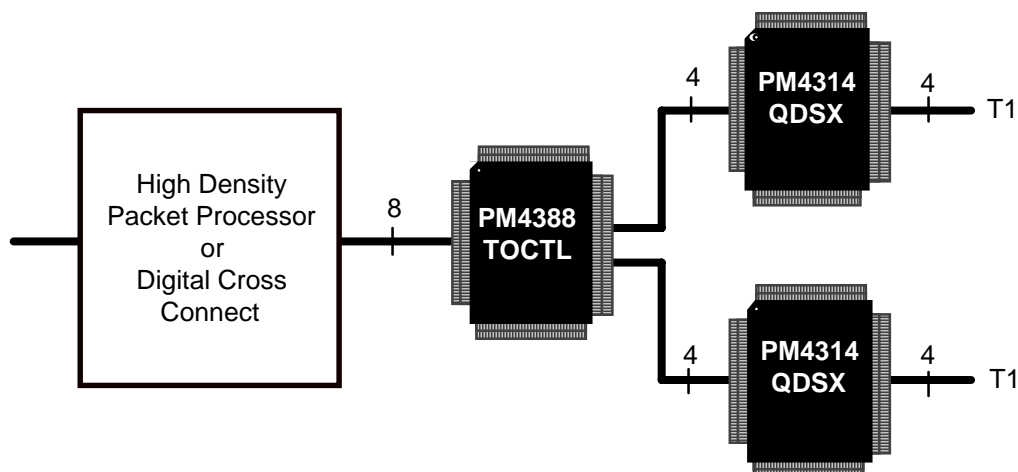 High Density
Packet Processor
or
Digital Cross
Connect
8
PM4388
TOCTL
4
PM4314
QDSX
4
T1
4
PM4314
QDSX
4
T1